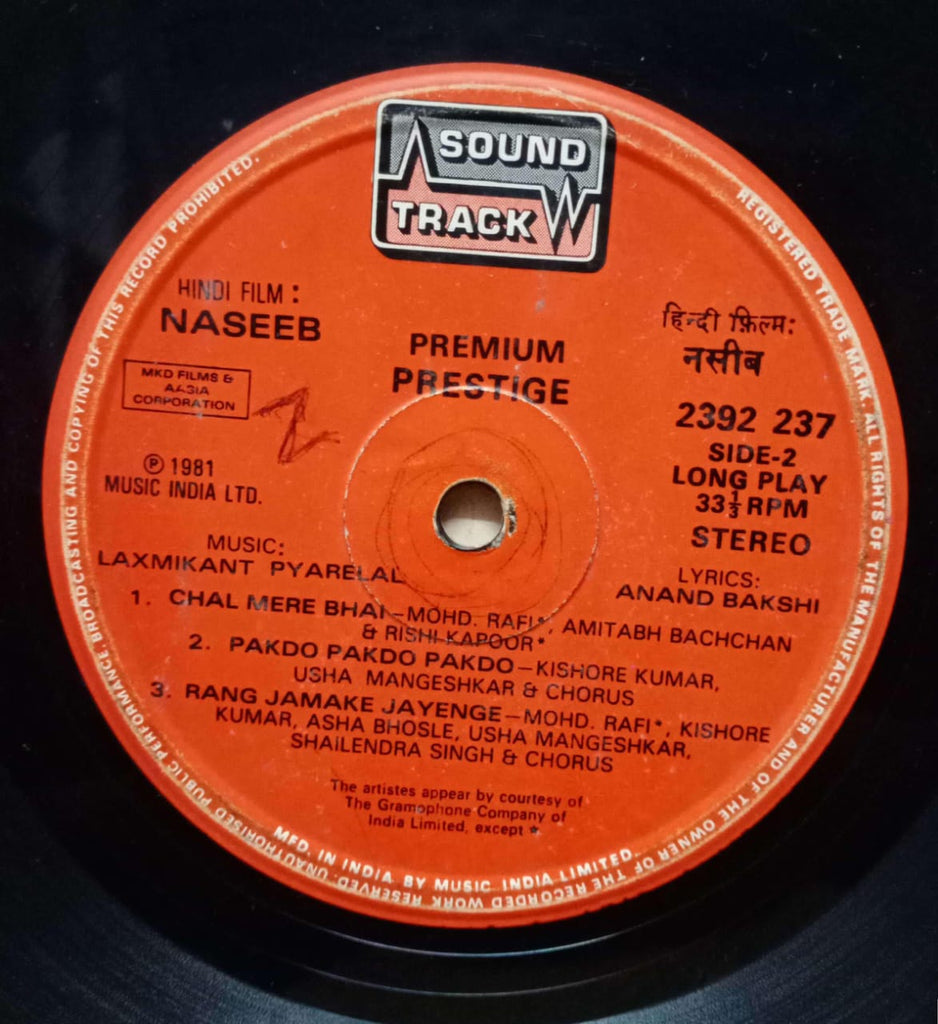 SOUND
TRACK
HINDI FILM :
NASEEB
MKD FILMS &
AASIA
CORPORATION
Ⓟ 1981
MUSIC INDIA LTD.
PREMIUM
PRESTIGE
हिन्दी फ़िल्म:
नसीब
2392 237
SIDE-2
LONG PLAY
33⅓ RPM
STEREO
MUSIC:
LAXMIKANT PYARELAL
LYRICS:
ANAND BAKSHI
1. CHAL MERE BHAI–MOHD. RAFI*, AMITABH BACHCHAN
& RISHI KAPOOR*
2. PAKDO PAKDO PAKDO–KISHORE KUMAR,
USHA MANGESHKAR & CHORUS
3. RANG JAMAKE JAYENGE–MOHD. RAFI*, KISHORE
KUMAR, ASHA BHOSLE, USHA MANGESHKAR,
SHAILENDRA SINGH & CHORUS
The artistes appear by courtesy of
The Gramophone Company of
India Limited, except *
MFD. IN INDIA BY MUSIC INDIA LIMITED.
REGISTERED TRADE MARK. ALL RIGHTS OF THE MANUFACTURER AND OF THE OWNER OF THE RECORDED WORK RESERVED. UNAUTHORISED PUBLIC PERFORMANCE BROADCASTING AND COPYING OF THIS RECORD PROHIBITED.